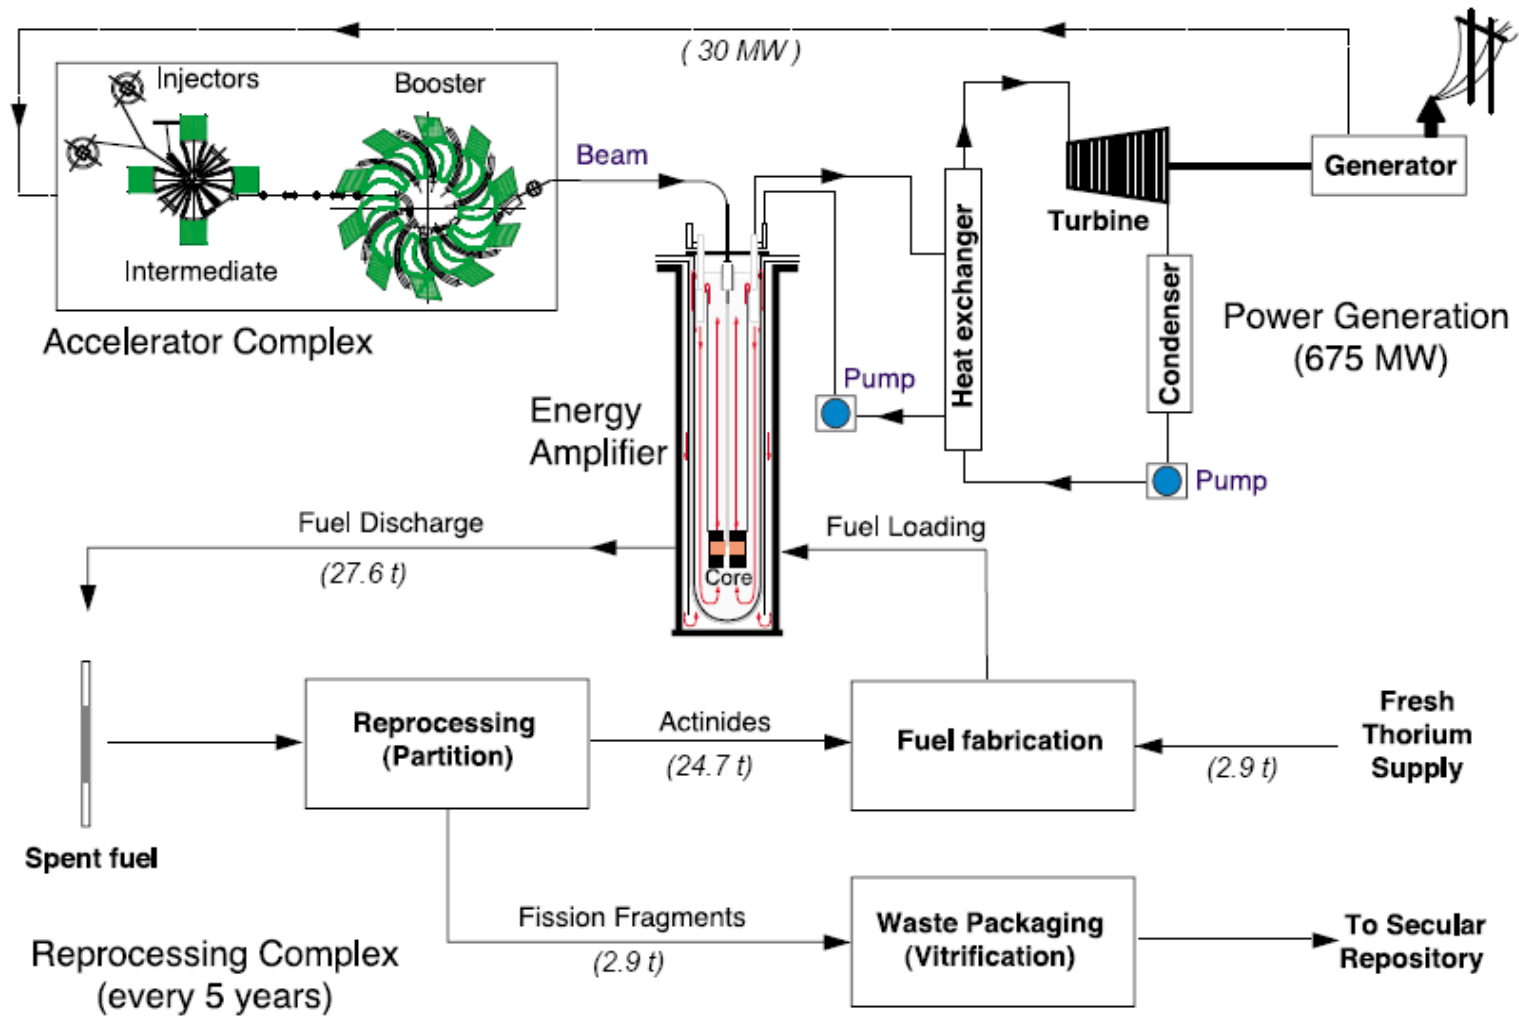 ( 30 MW )
Injectors
Booster
Beam
Intermediate
Accelerator Complex
Generator
Turbine
Heat exchanger
Condenser
Power Generation
(675 MW)
Pump
Pump
Energy
Amplifier
Core
Fuel Discharge
(27.6 t)
Fuel Loading
Spent fuel
Reprocessing
(Partition)
Actinides
(24.7 t)
Fuel fabrication
(2.9 t)
Fresh
Thorium
Supply
Fission Fragments
(2.9 t)
Waste Packaging
(Vitrification)
To Secular
Repository
Reprocessing Complex
(every 5 years)